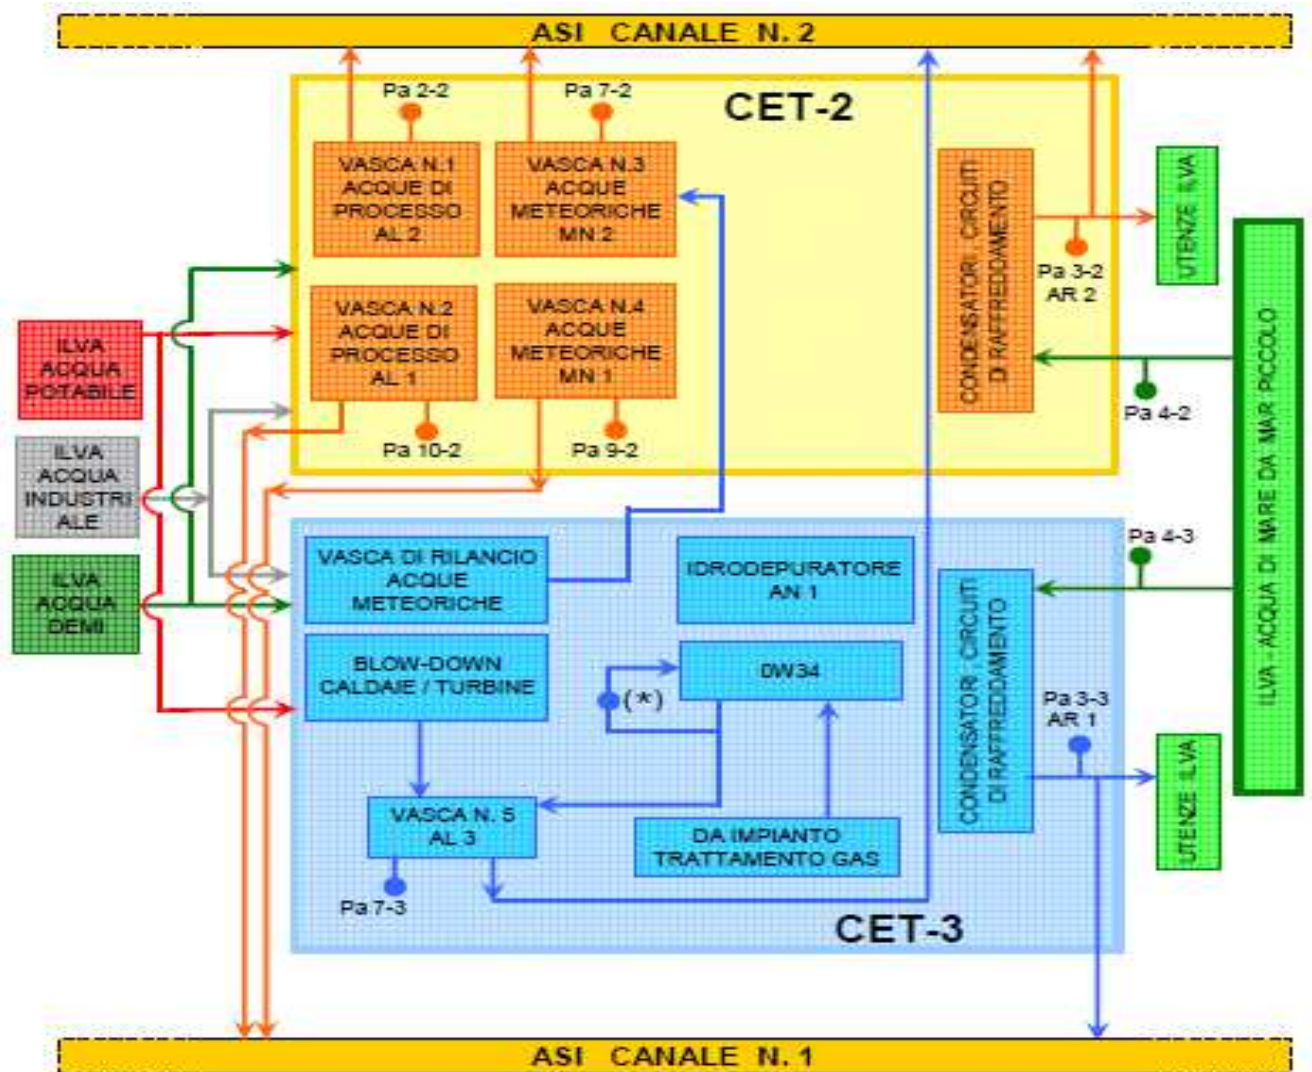 ASI CANALE N. 2
CET-2
Pa 2-2
Pa 7-2
VASCA N.1
ACQUE DI
PROCESSO
AL 2
VASCA N.3
ACQUE
METEORICHE
MN 2
CONDENSATORI CIRCUITI
DI RAFFREDDAMENTO
UTENZE ILVA
Pa 3-2
AR 2
VASCA N.2
ACQUE DI
PROCESSO
AL 1
VASCA N.4
ACQUE
METEORICHE
MN 1
Pa 10-2
Pa 9-2
Pa 4-2
ILVA
ACQUA
POTABILE
ILVA
ACQUA
INDUSTRI
ALE
ILVA
ACQUA
DEMI
ILVA - ACQUA DI MARE DA MAR PICCOLO
VASCA DI RILANCIO
ACQUE
METEORICHE
IDRODEPURATORE
AN 1
Pa 4-3
CONDENSATORI CIRCUITI
DI RAFFREDDAMENTO
BLOW-DOWN
CALDAIE / TURBINE
0W34
(*)
Pa 3-3
AR 1
UTENZE ILVA
VASCA N. 5
AL 3
DA IMPIANTO
TRATTAMENTO GAS
Pa 7-3
CET-3
ASI CANALE N. 1